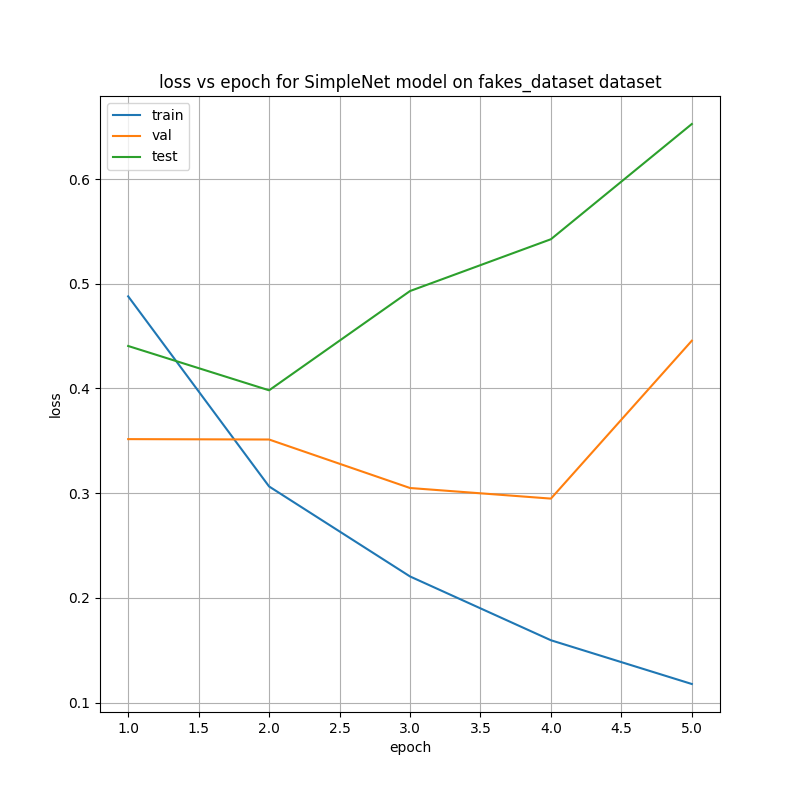 loss vs epoch for SimpleNet model on fakes_dataset dataset
train
val
test
0.6
0.5
0.4
0.3
0.2
0.1
loss
1.0 1.5 2.0 2.5 3.0 3.5 4.0 4.5 5.0
epoch